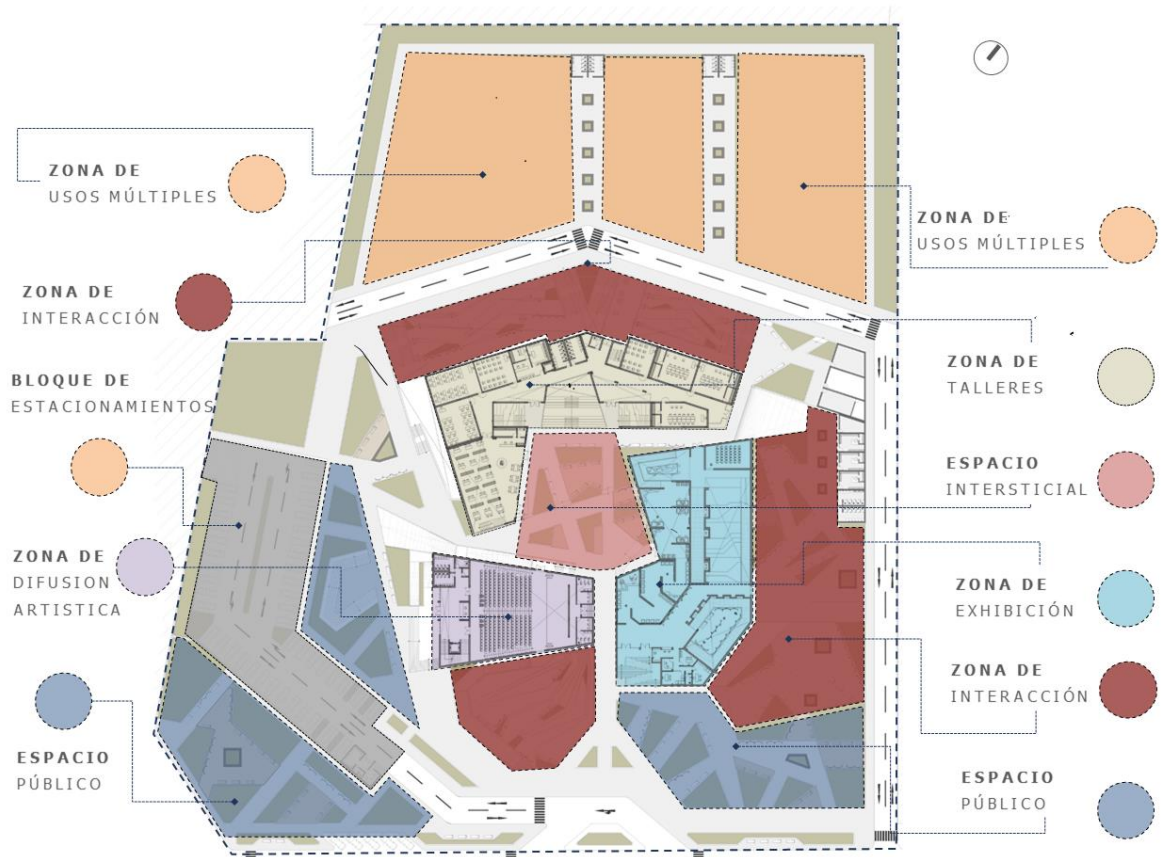 ZONA DE
USOS MÚLTIPLES
ZONA DE
INTERACCIÓN
BLOQUE DE
ESTACIONAMIENTOS
ZONA DE
DIFUSION
ARTISTICA
ESPACIO
PÚBLICO
ZONA DE
USOS MÚLTIPLES
ZONA DE
TALLERES
ESPACIO
INTERSTICIAL
ZONA DE
EXHIBICIÓN
ZONA DE
INTERACCIÓN
ESPACIO
PÚBLICO